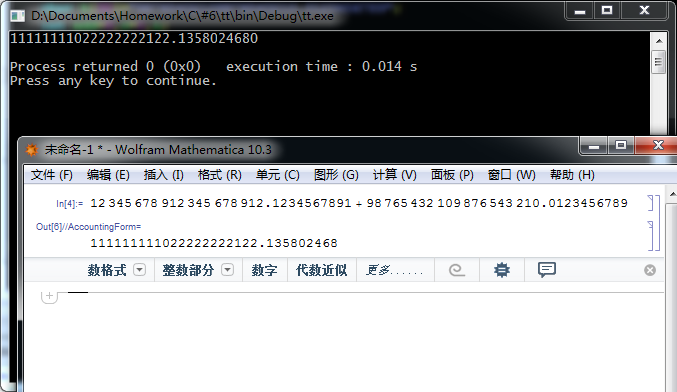 D:\Documents\Homework\C\#6\tt\bin\Debug\tt.exe
11111111022222222122.1358024680
Process returned 0 (0x0)   execution time : 0.014 s
Press any key to continue.
未命名-1 * - Wolfram Mathematica 10.3
文件 (F) 编辑 (E) 插入 (I) 格式 (R) 单元 (C) 图形 (G) 计算 (V) 面板 (P) 窗口 (W) 帮助 (H)
In[4]:= 12 345 678 912 345 678 912.1234567891 + 98 765 432 109 876 543 210.0123456789
Out[6]//AccountingForm=
111111111022222222122.135802468
数格式 整数部分 数字 代数近似 更多......